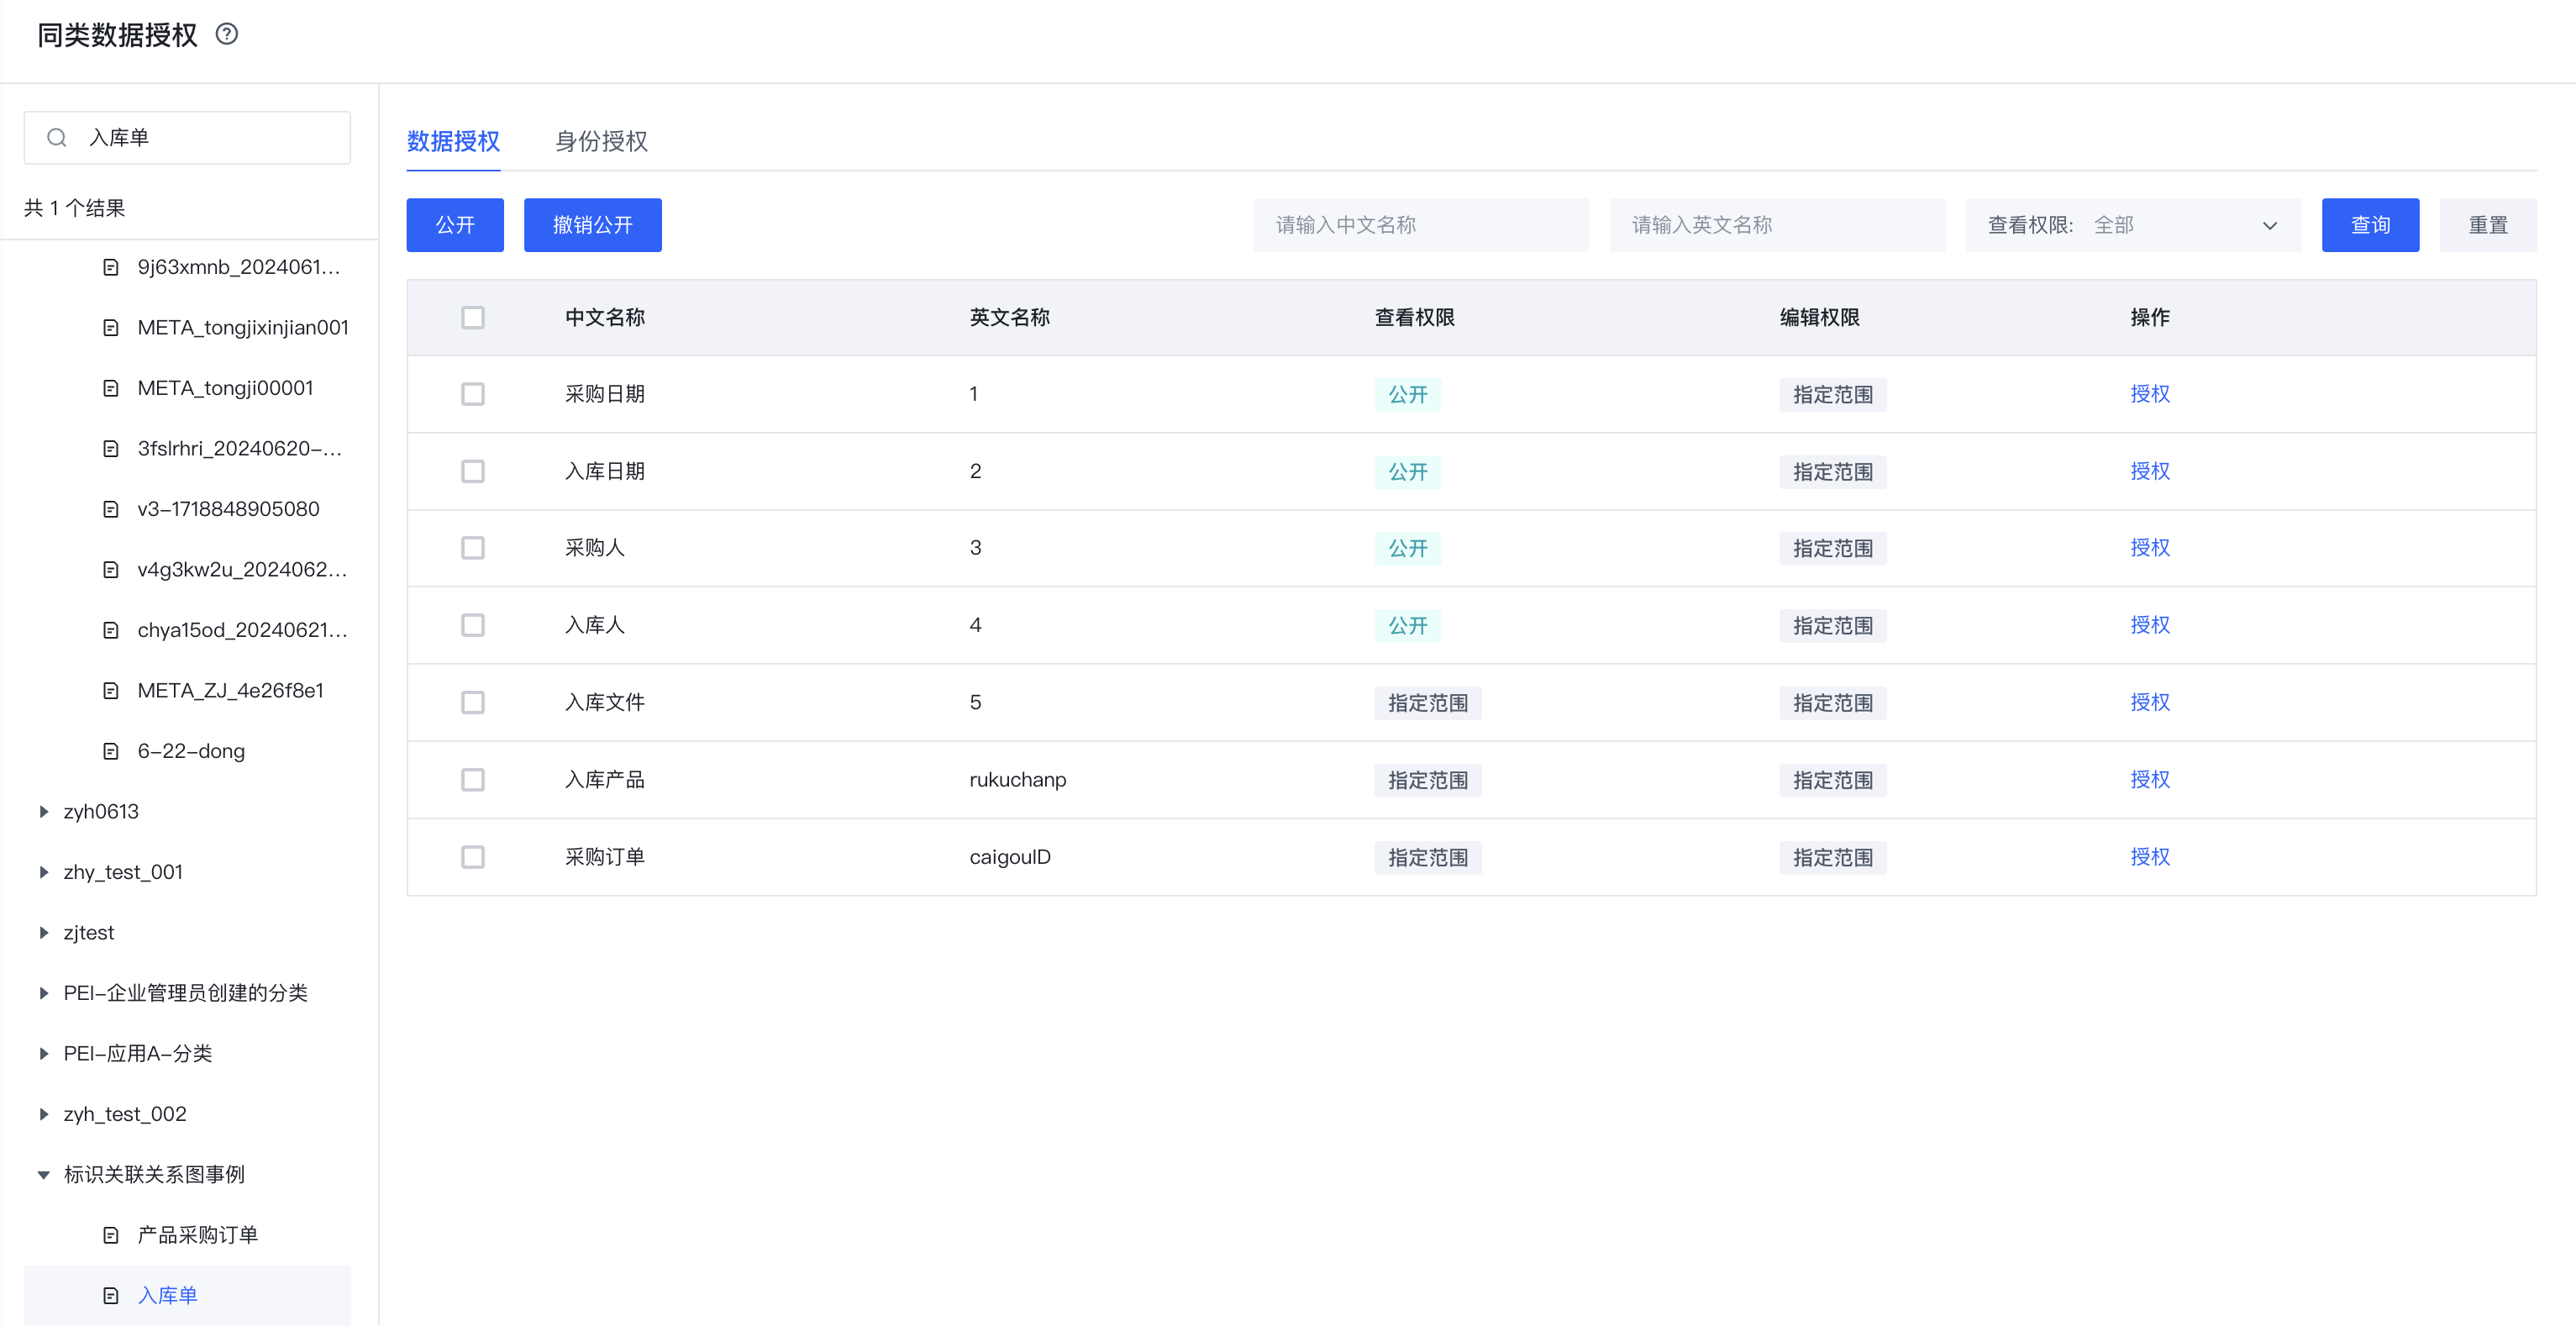 同类数据授权
入库单
共 1 个结果
9j63xmnb_2024061...
META_tongjixinjian001
META_tongji00001
3fslrhri_20240620-...
v3-1718848905080
v4g3kw2u_2024062...
chya15od_20240621...
META_ZJ_4e26f8e1
6-22-dong
zyh0613
zhy_test_001
zjtest
PEI-企业管理员创建的分类
PEI-应用A-分类
zyh_test_002
标识关联关系图事例
产品采购订单
入库单
数据授权 身份授权
公开 撤销公开 请输入中文名称 请输入英文名称 查看权限: 全部 查询 重置
中文名称 英文名称 查看权限 编辑权限 操作
采购日期 1 公开 指定范围 授权
入库日期 2 公开 指定范围 授权
采购人 3 公开 指定范围 授权
入库人 4 公开 指定范围 授权
入库文件 5 指定范围 指定范围 授权
入库产品 rukuchanp 指定范围 指定范围 授权
采购订单 caigouID 指定范围 指定范围 授权